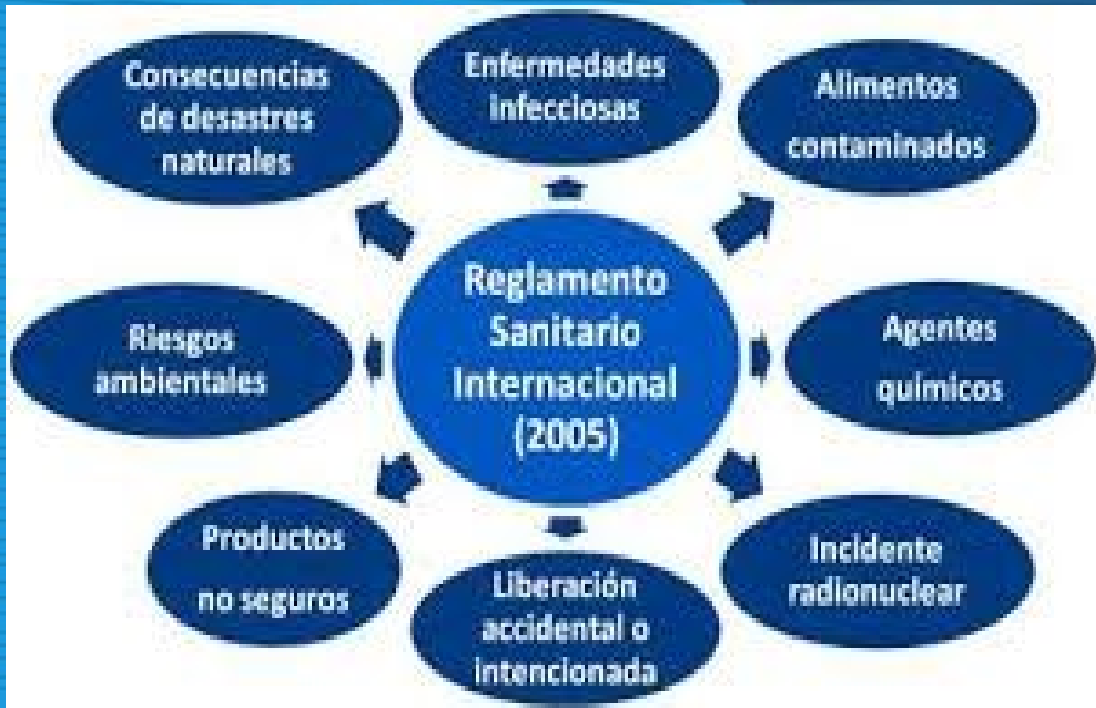 Consecuencias
de desastres
naturales
Enfermedades
infecciosas
Alimentos
contaminados
Riesgos
ambientales
Reglamento
Sanitario
Internacional
(2005)
Agentes
químicos
Productos
no seguros
Liberación
accidental o
intencionada
Incidente
radionuclear